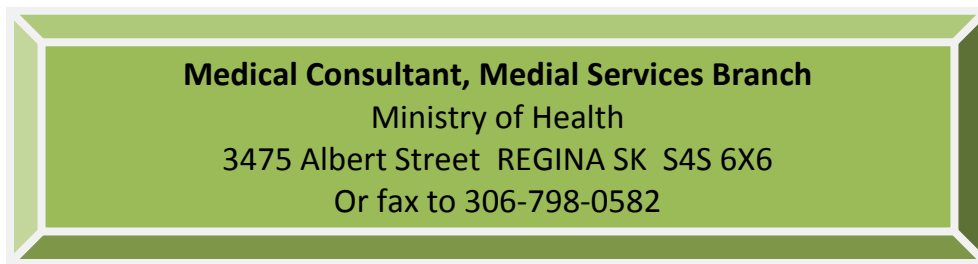 Medical Consultant, Medial Services Branch
Ministry of Health
3475 Albert Street  REGINA SK  S4S 6X6
Or fax to 306-798-0582